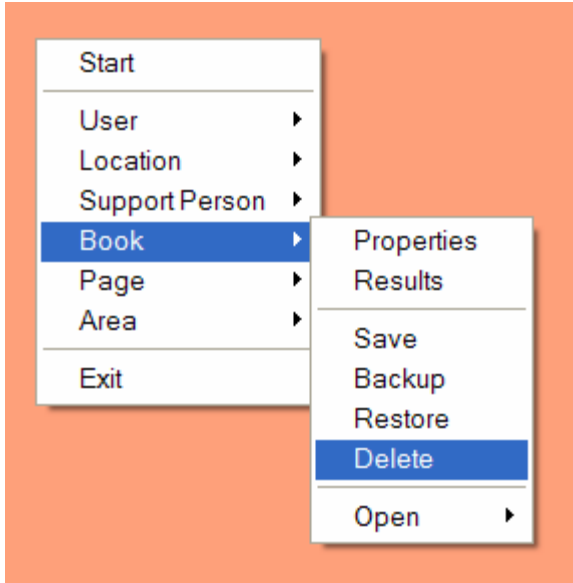 Start
User
Location
Support Person
Book
Page
Area
Exit
Properties
Results
Save
Backup
Restore
Delete
Open